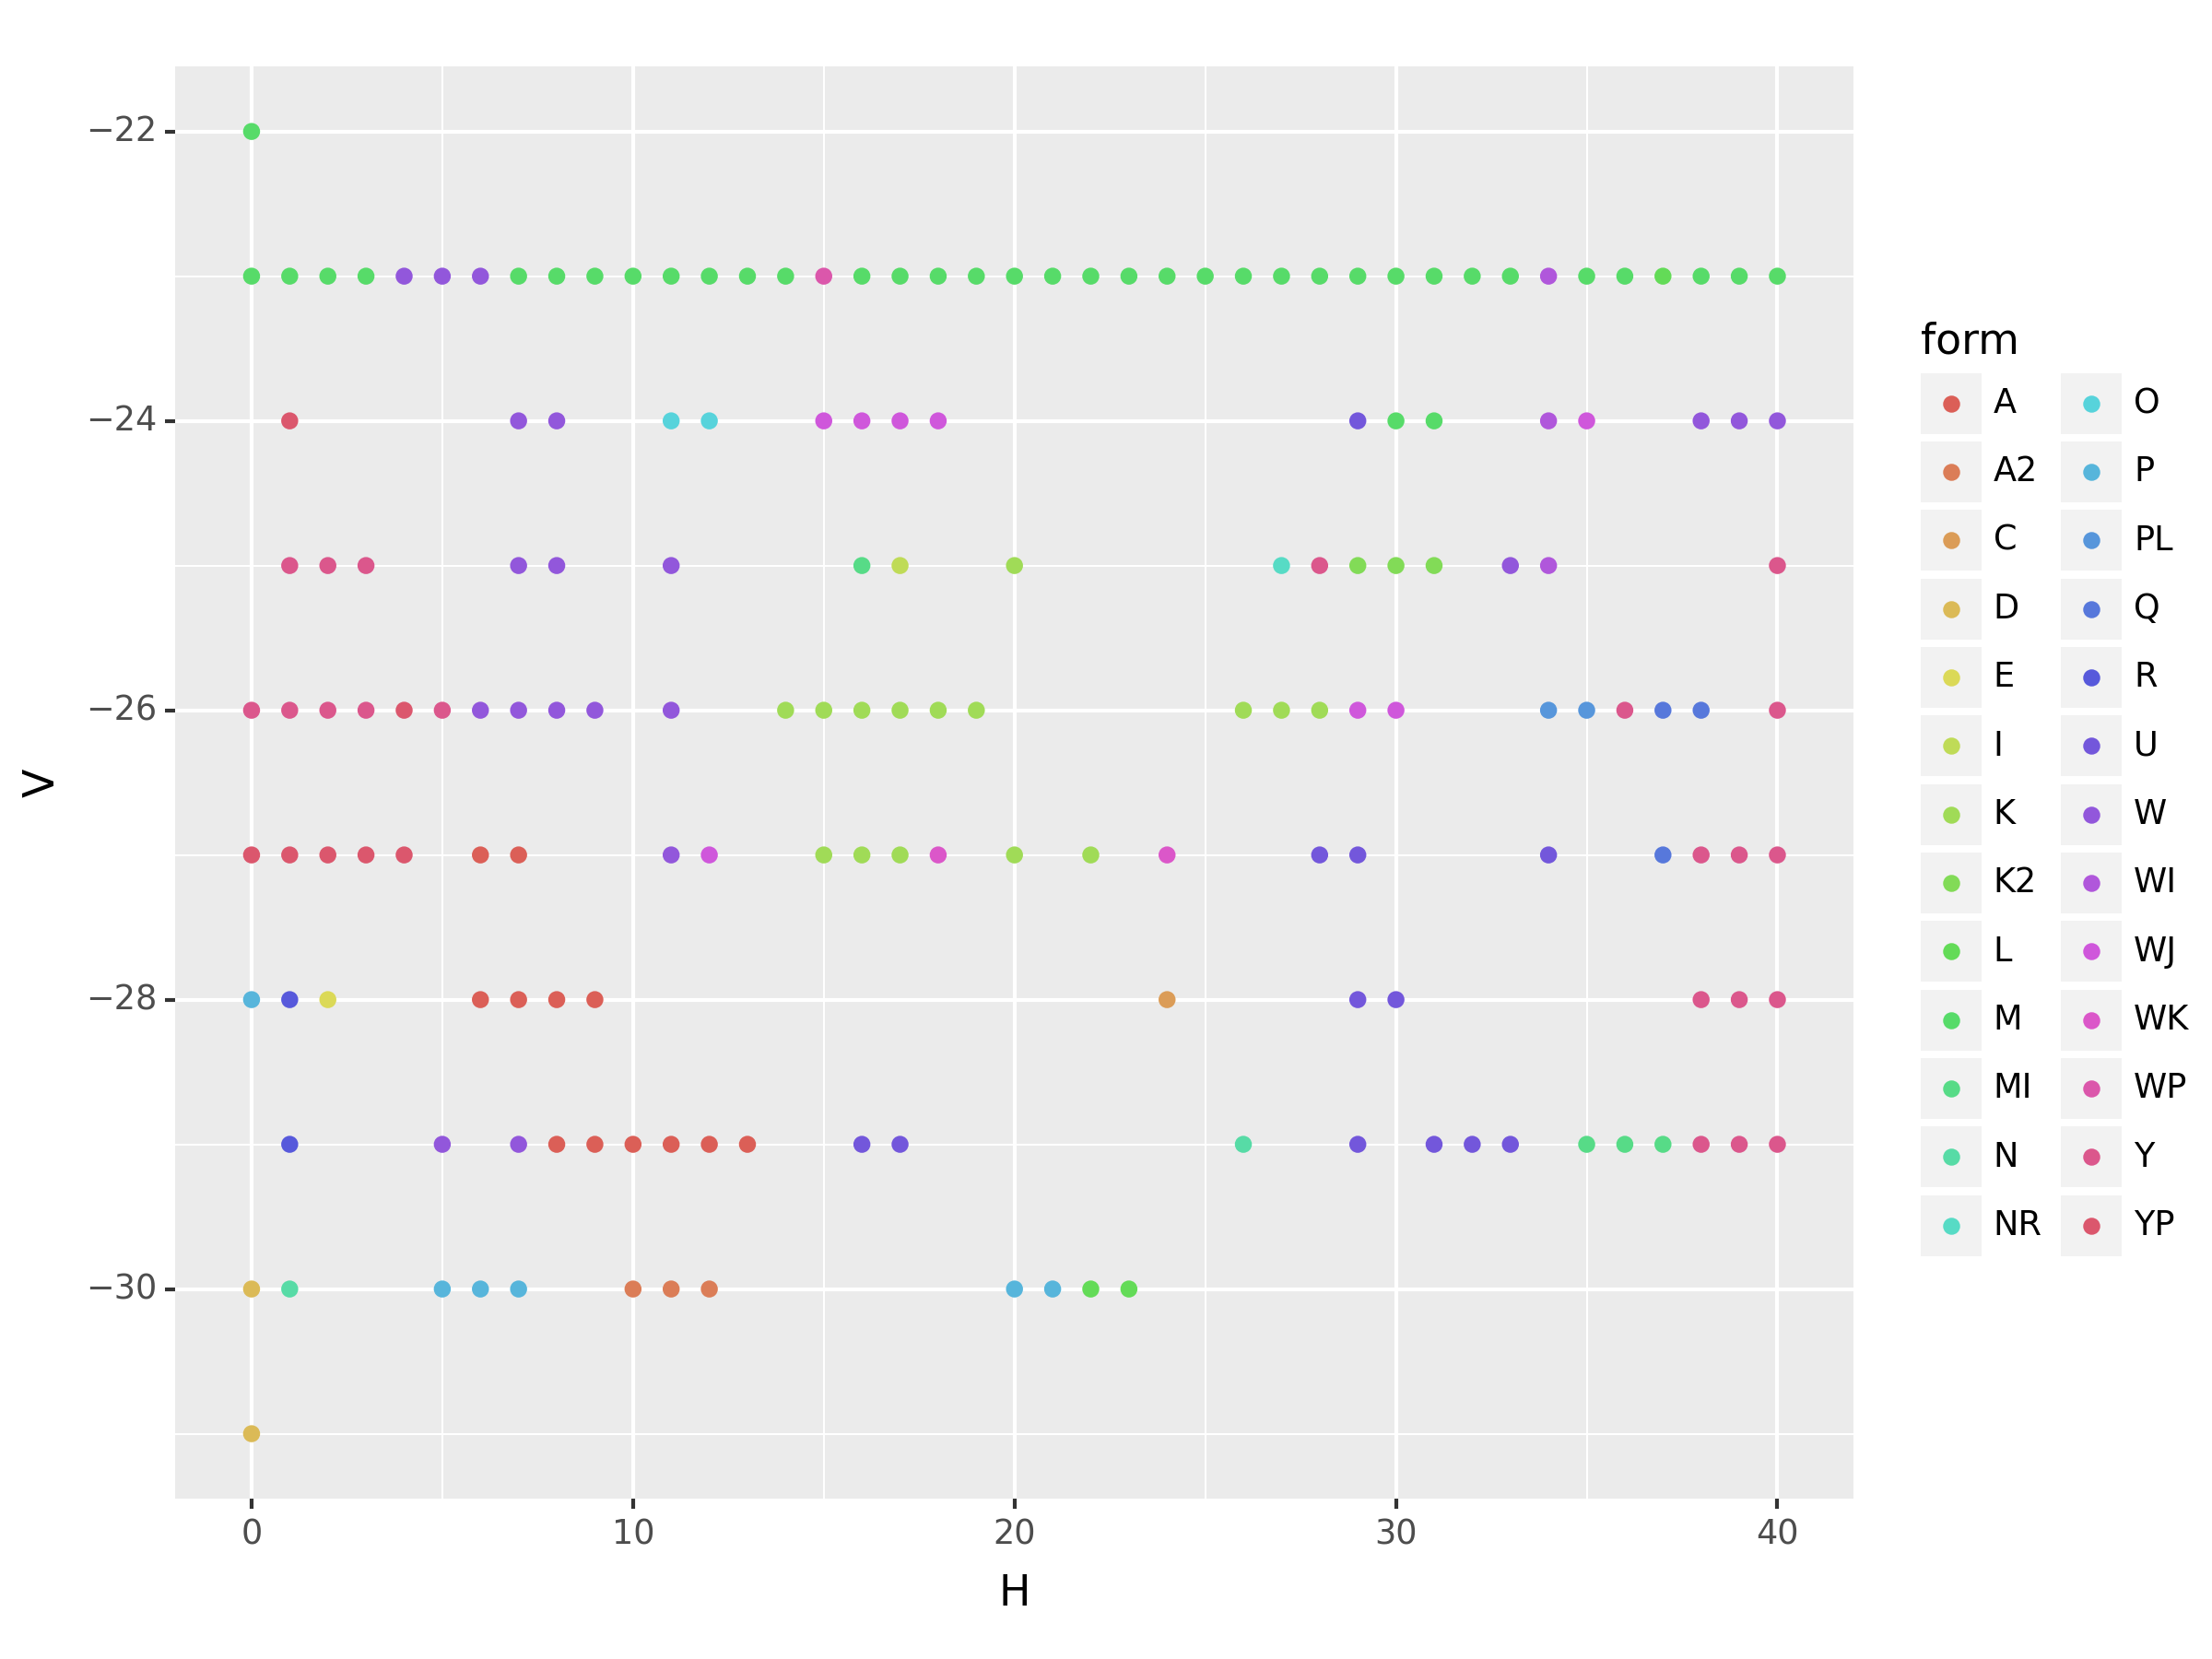 −22
−24
−26
−28
−30
V
0 10 20 30 40
H
form
A O
A2 P
C PL
D Q
E R
I U
K W
K2 WI
L WJ
M WK
MI WP
N Y
NR YP